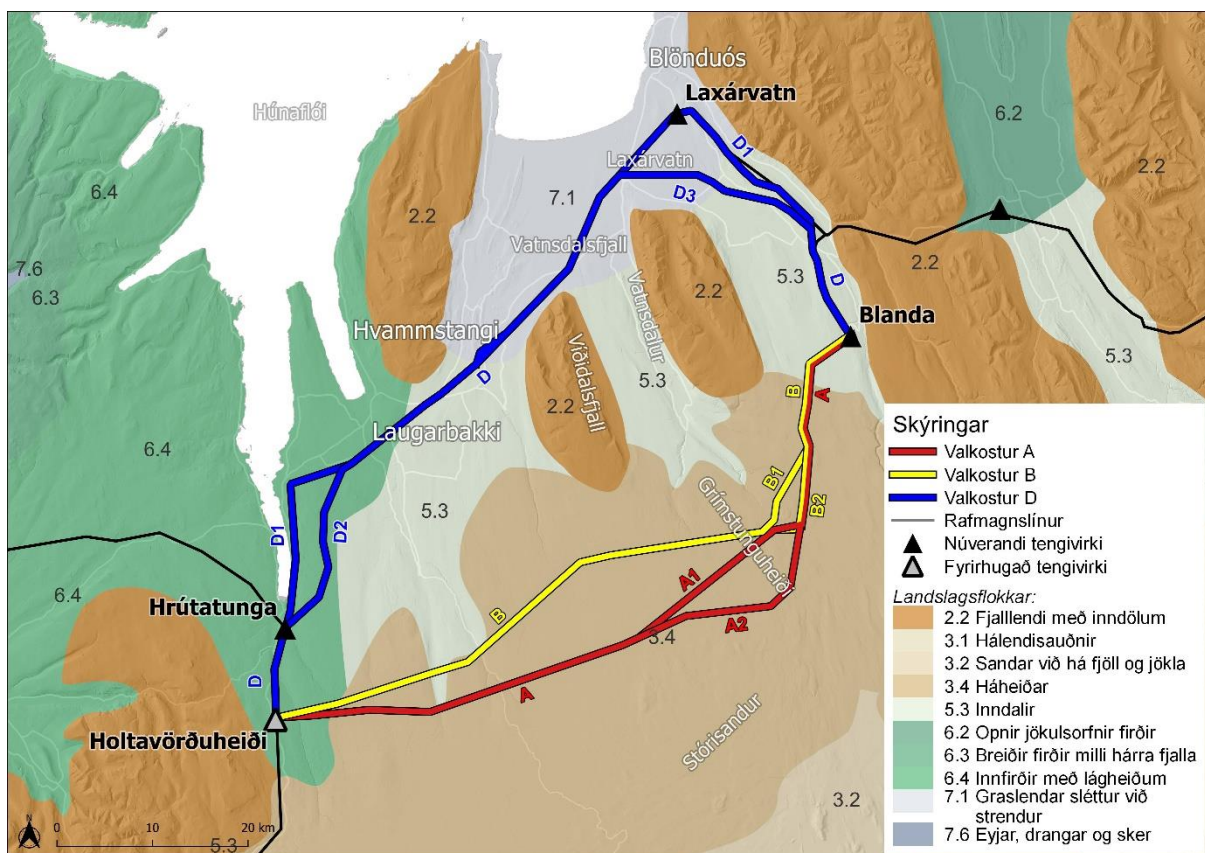 Blönduós
Laxárvatn
Húnaflói
6.2
D1
Laxárvatn
2.2
6.4
7.1
D3
2.2
7.6
6.3
Vatnsdalsfjall
Vatnsdalur
2.2
5.3
2.2
D
Blanda
Hvammstangi
Víðidalsfjall
5.3
5.3
D
2.2
B
A
Laugarbakki
6.4
5.3
B1
B2
Grímstunguheiði
D1
D2
A1
6.4
Hrútatunga
B
3.4
A2
D
A
Holtavörðuheiði
Stórisandur
3.2
5.3
0 10 20 km
Skýringar
Valkostur A
Valkostur B
Valkostur D
Rafmagnslínur
Núverandi tengivirki
Fyrirhugað tengivirki
Landslagsflokkar:
2.2 Fjalllendi með inndölum
3.1 Hálendisauðnir
3.2 Sandar við há fjöll og jökla
3.4 Háheiðar
5.3 Inndalir
6.2 Opnir jökulsorfnir firðir
6.3 Breiðir firðir milli hárra fjalla
6.4 Innfirðir með lágheiðum
7.1 Graslendar sléttur við
strendur
7.6 Eyjar, drangar og sker